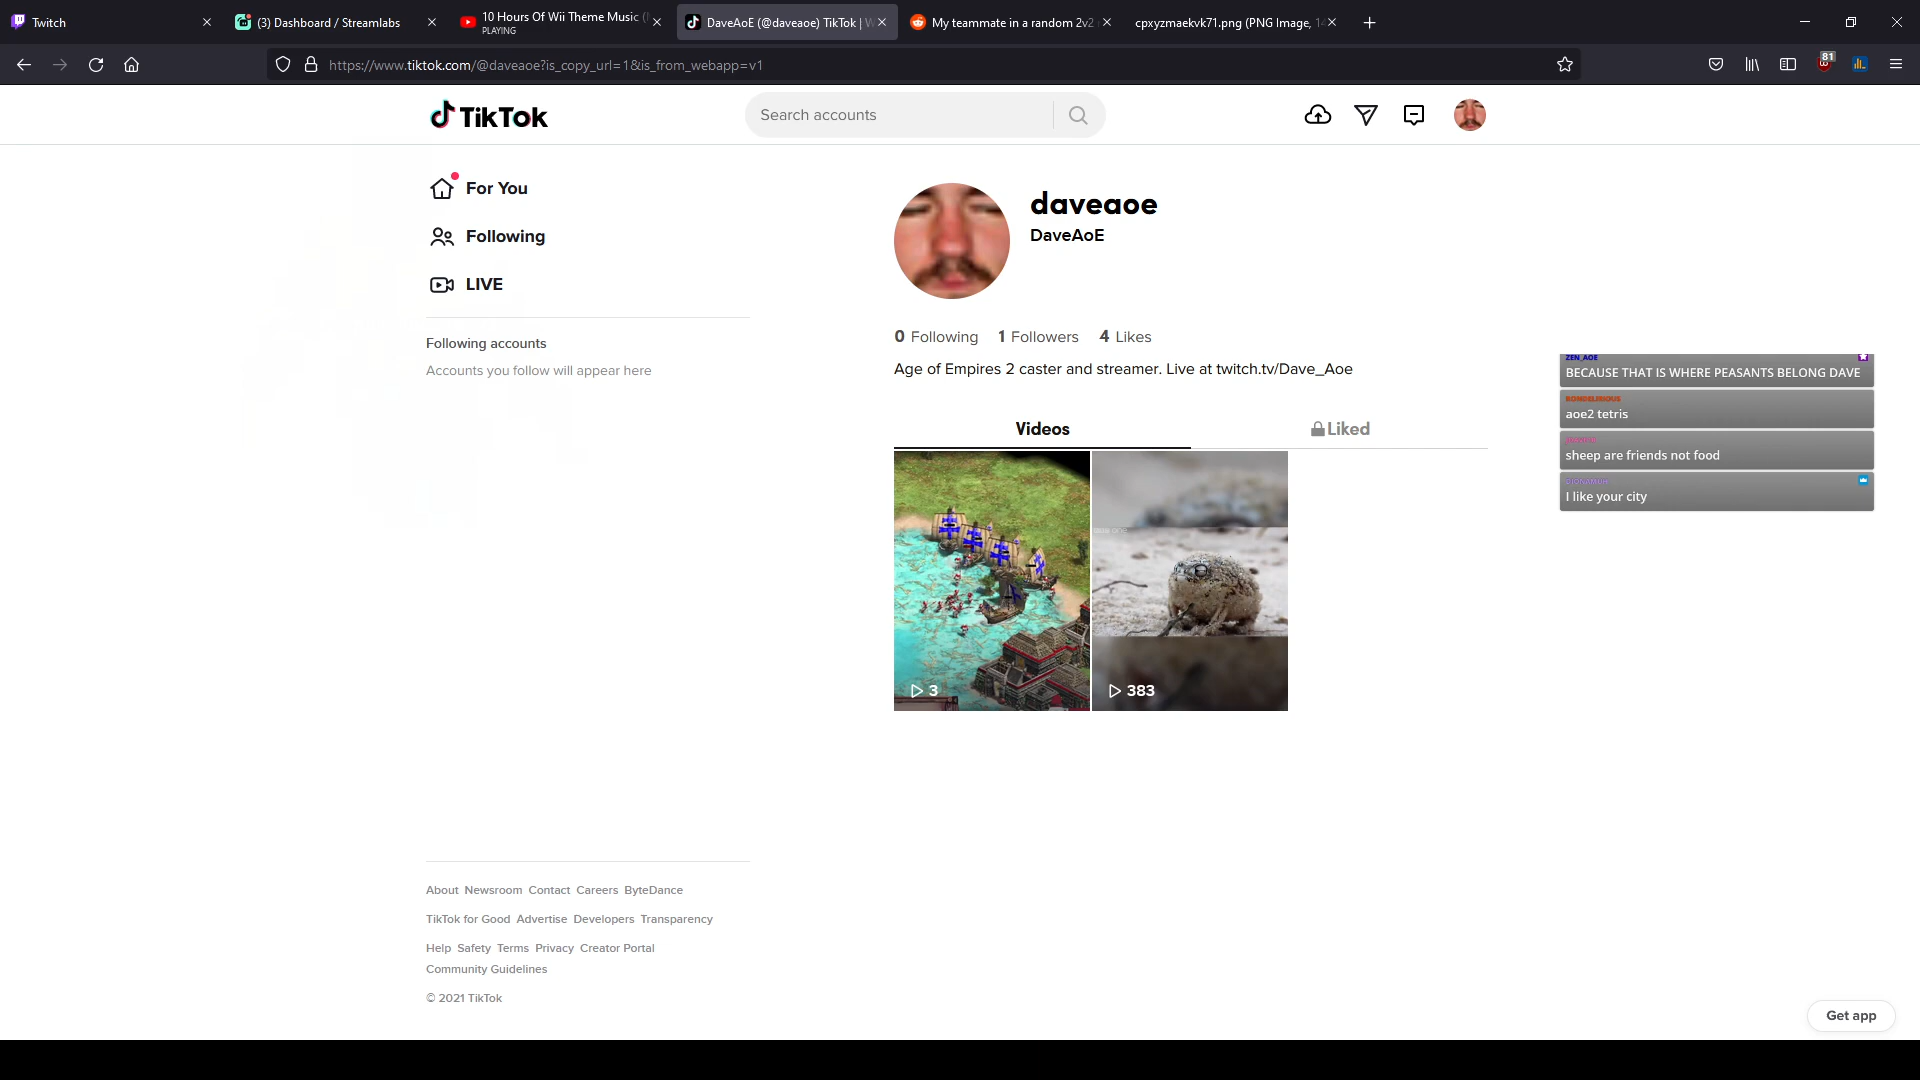 Twitch
(3) Dashboard / Streamlabs
10 Hours Of Wii Theme Music
PLAYING
DaveAoE (@daveaoe) TikTok |
My teammate in a random 2v2
cpxyzmaekvk71.png (PNG Image,
https://www.tiktok.com/@daveaoe?is_copy_url=1&is_from_webapp=v1
81
TikTok
Search accounts
For You
Following
LIVE
Following accounts
Accounts you follow will appear here
daveaoe
DaveAoE
0 Following 1 Followers 4 Likes
Age of Empires 2 caster and streamer. Live at twitch.tv/Dave_Aoe
Videos
Liked
3
383
ZEN_AOE
BECAUSE THAT IS WHERE PEASANTS BELONG DAVE
aoe2 tetris
sheep are friends not food
I like your city
About Newsroom Contact Careers ByteDance
TikTok for Good Advertise Developers Transparency
Help Safety Terms Privacy Creator Portal
Community Guidelines
© 2021 TikTok
Get app